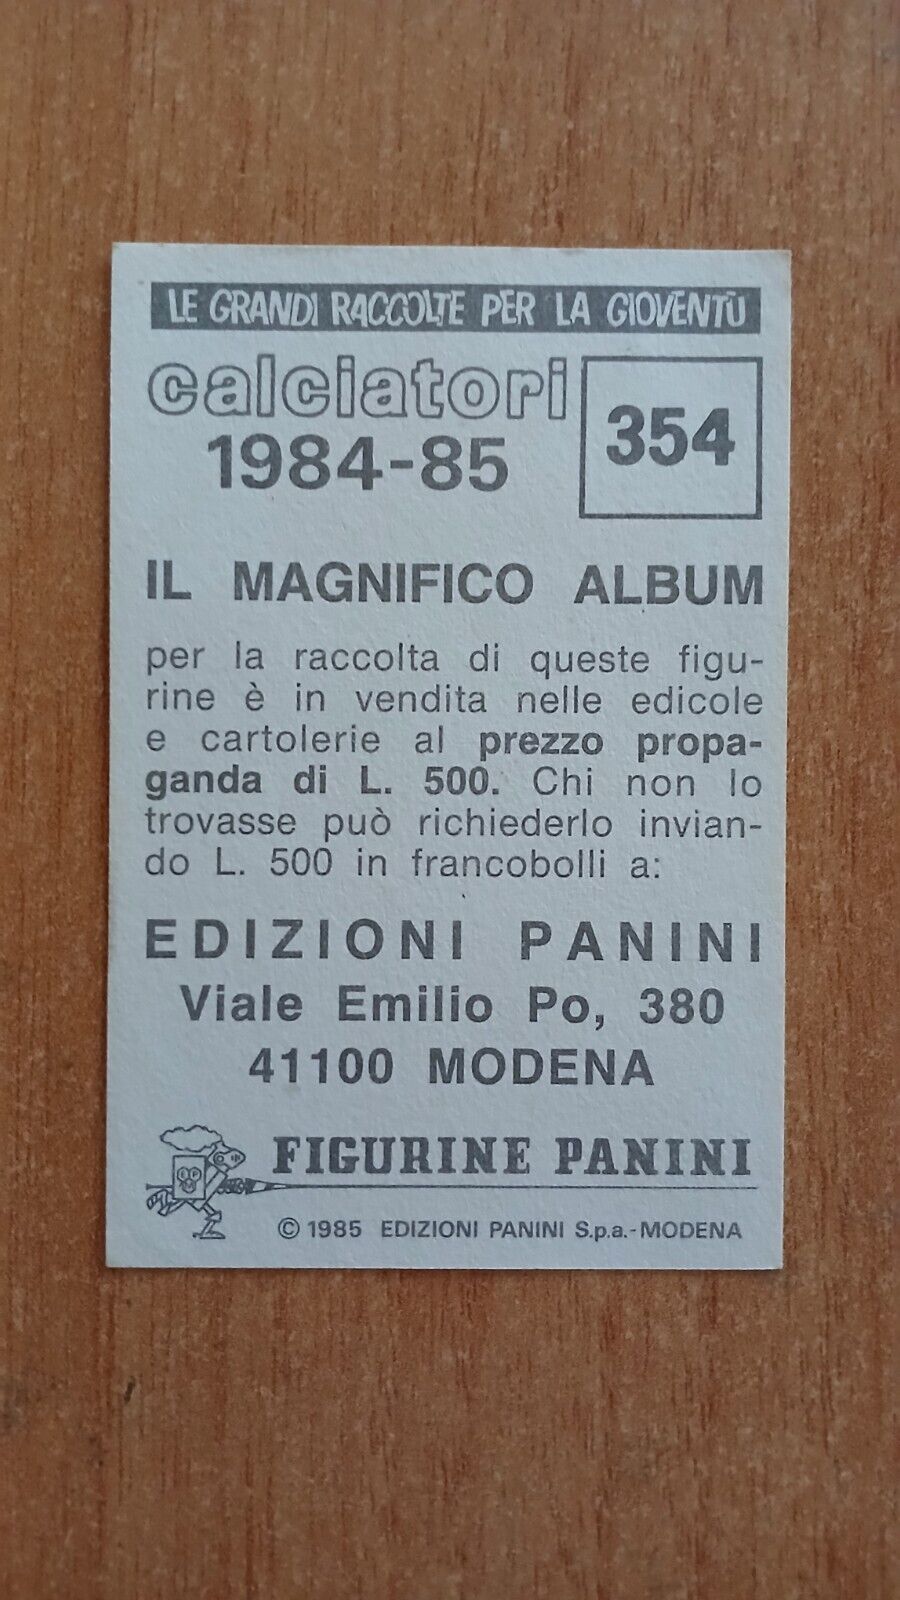 LE GRANDI RACCOLTE PER LA GIOVENTÙ
calciatori
1984-85
354
IL MAGNIFICO ALBUM
per la raccolta di queste figu-
rine è in vendita nelle edicole
e cartolerie al prezzo propa-
ganda di L. 500. Chi non lo
trovasse può richiederlo invian-
do L. 500 in francobolli a:
EDIZIONI PANINI
Viale Emilio Po, 380
41100 MODENA
FIGURINE PANINI
© 1985 EDIZIONI PANINI S.p.a.-MODENA